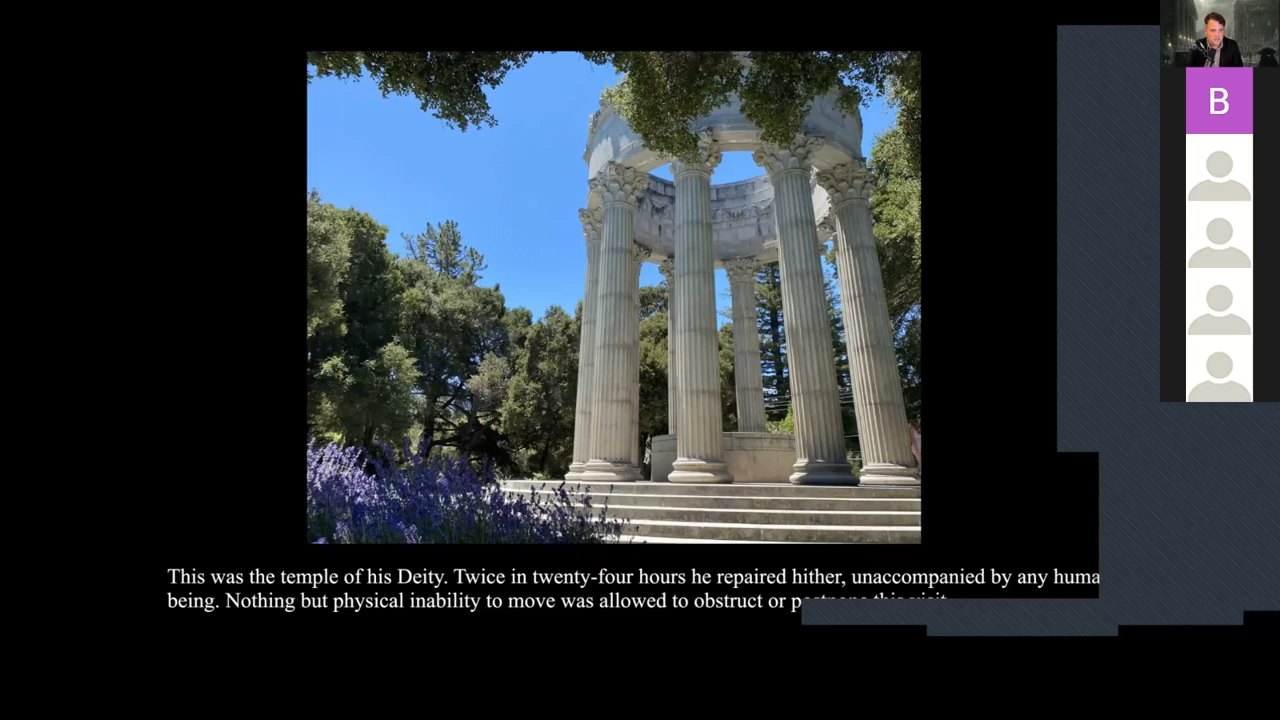 B
This was the temple of his Deity. Twice in twenty-four hours he repaired hither, unaccompanied by any huma
being. Nothing but physical inability to move was allowed to obstruct or